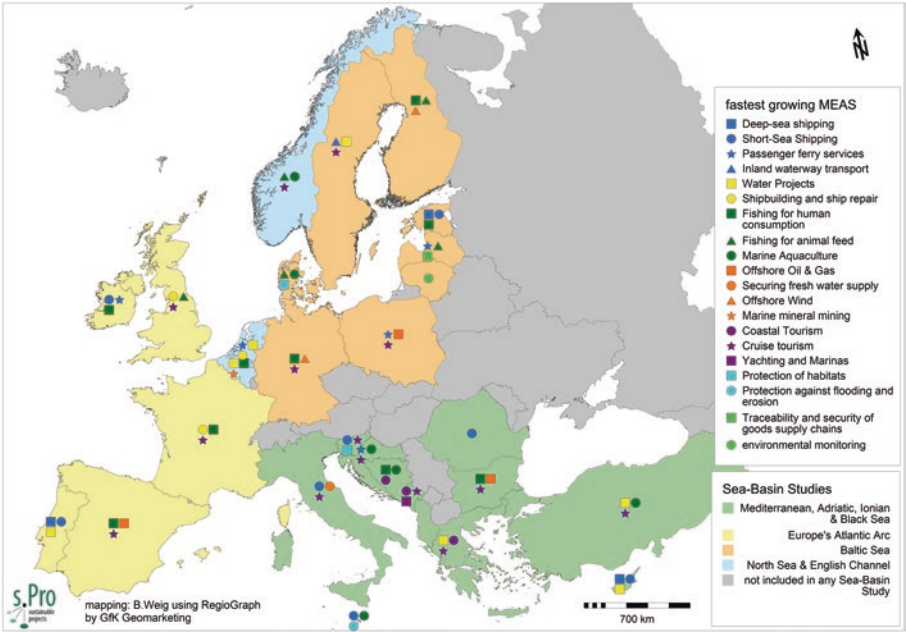 N
fastest growing MEAS
Deep-sea shipping
Short-Sea Shipping
Passenger ferry services
Inland waterway transport
Water Projects
Shipbuilding and ship repair
Fishing for human
consumption
Fishing for animal feed
Marine Aquaculture
Offshore Oil & Gas
Securing fresh water supply
Offshore Wind
Marine mineral mining
Coastal Tourism
Cruise tourism
Yachting and Marinas
Protection of habitats
Protection against flooding and
erosion
Traceability and security of
goods supply chains
environmental monitoring
Sea-Basin Studies
Mediterranean, Adriatic, Ionian
& Black Sea
Europe's Atlantic Arc
Baltic Sea
North Sea & English Channel
not included in any Sea-Basin
Study
s.Pro
sustainable
projects
mapping: B.Weig using RegioGraph
by GfK Geomarketing
700 km